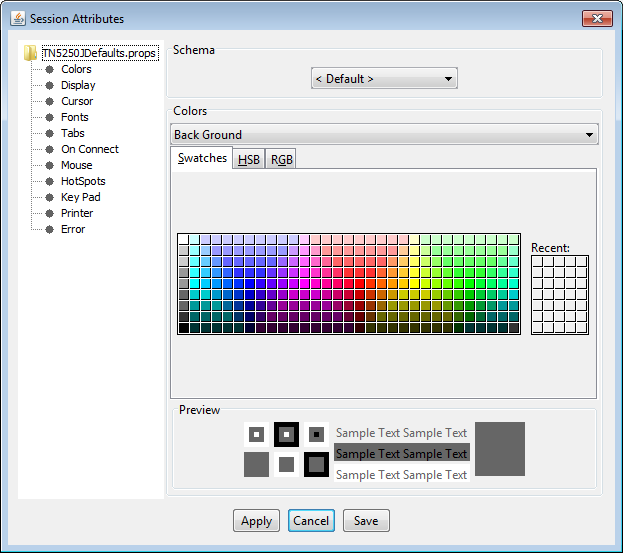 Session Attributes
TN5250JDefaults.props
Colors
Display
Cursor
Fonts
Tabs
On Connect
Mouse
HotSpots
Key Pad
Printer
Error
Schema
< Default >
Colors
Back Ground
Swatches HSB RGB
Recent:
Preview
Sample Text Sample Text
Sample Text Sample Text
Sample Text Sample Text
Apply Cancel Save